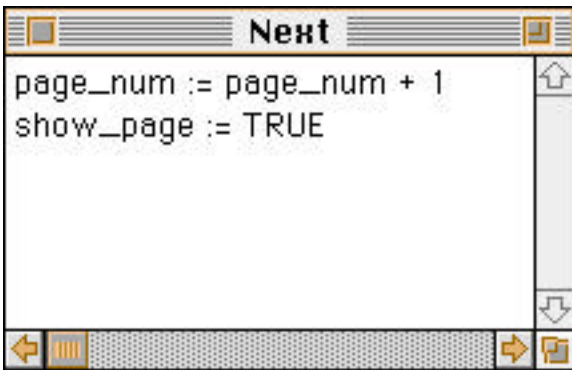 Next
page_num := page_num + 1
show_page := TRUE